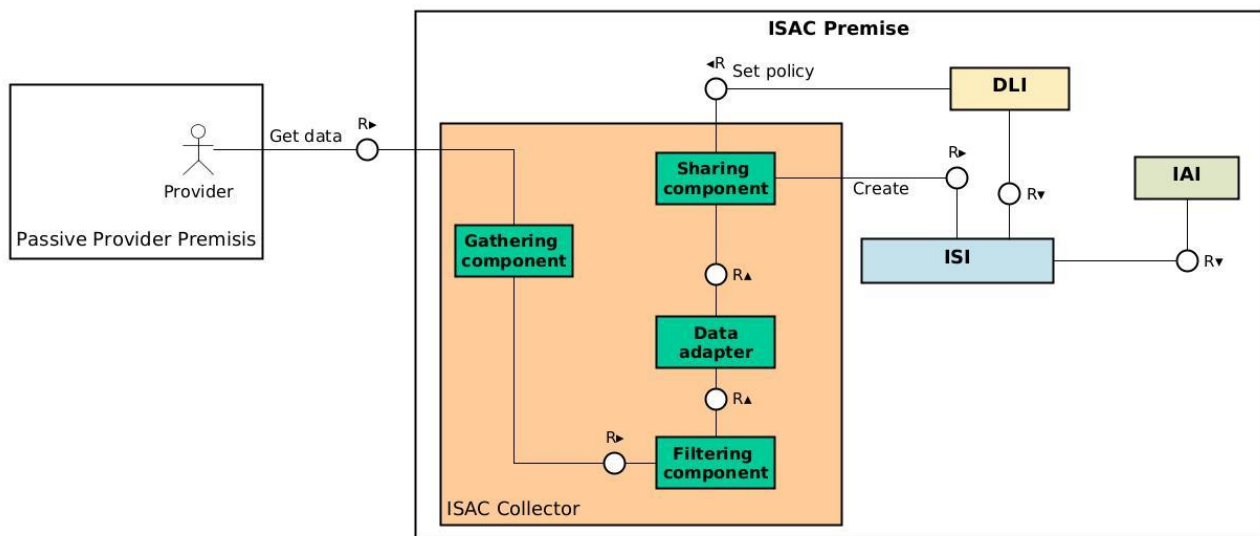 ISAC Premise
◂R
Set policy
DLI
Get data
R▸
Provider
Passive Provider Premisis
Sharing
component
Create
R▸
R▾
IAI
Gathering
component
ISI
R▾
R▴
Data
adapter
R▴
R▸
Filtering
component
ISAC Collector